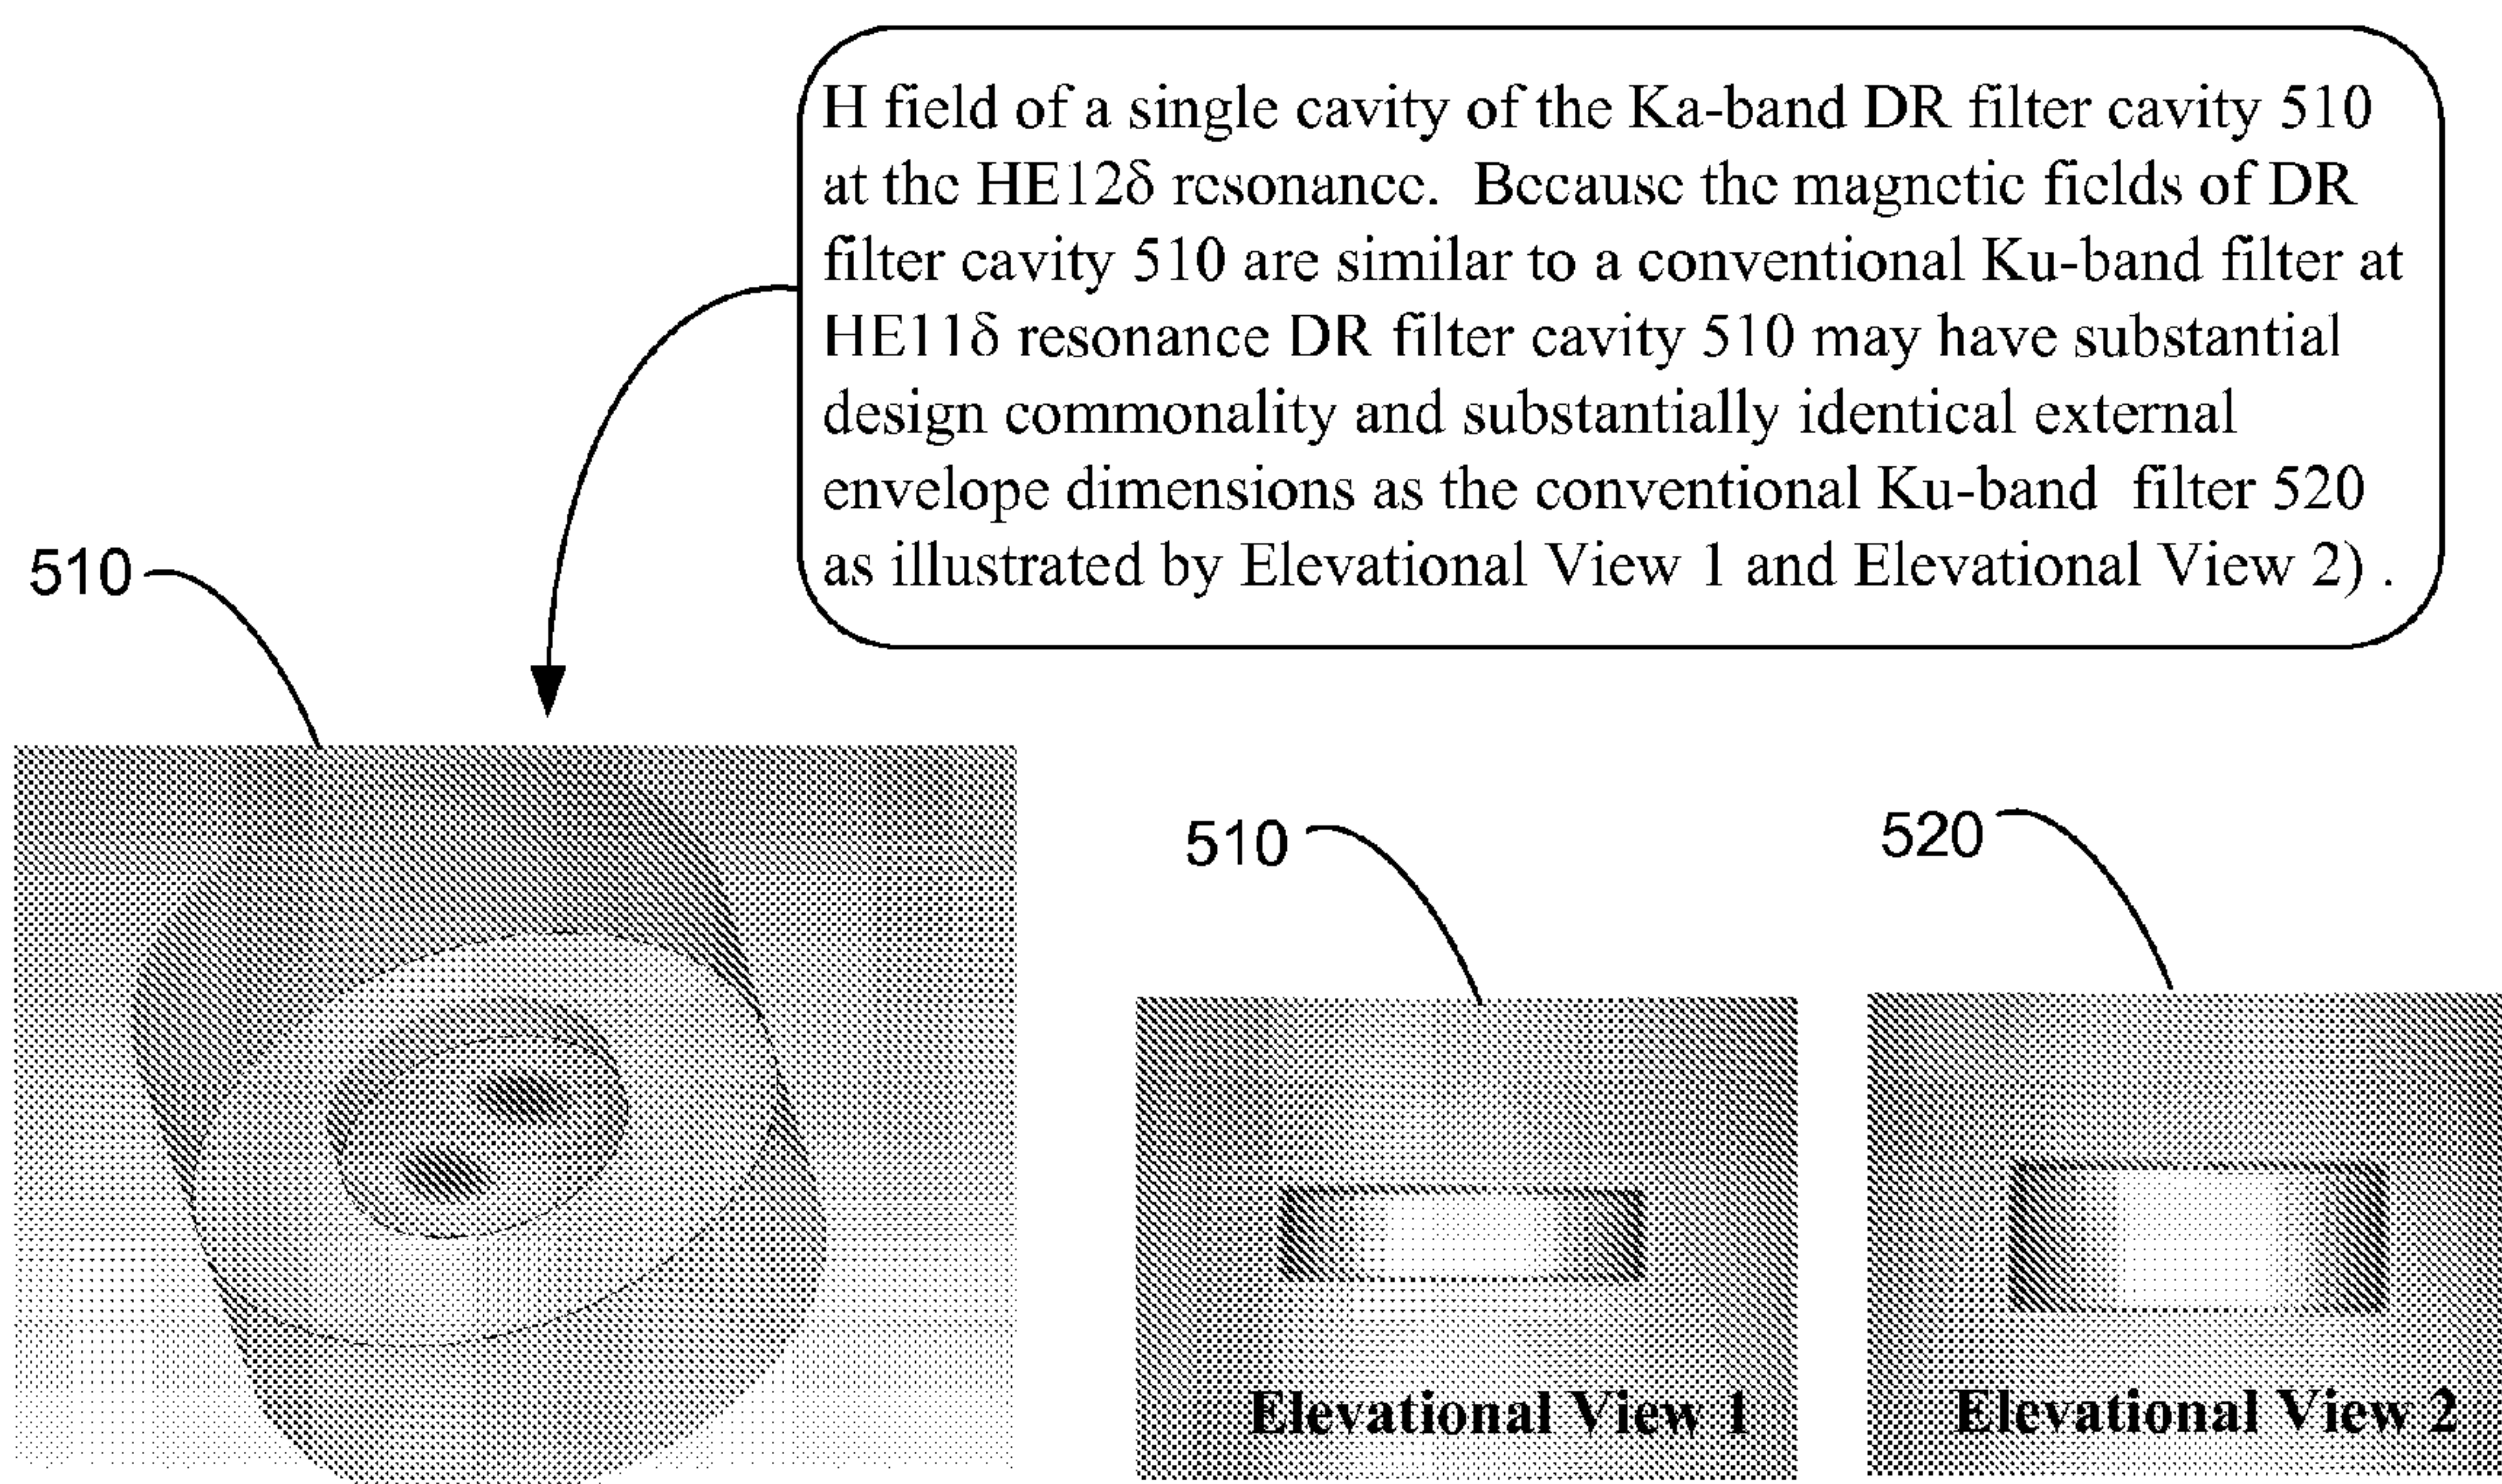 H field of a single cavity of the Ka-band DR filter cavity 510
at the HE12δ resonance. Because the magnetic fields of DR
filter cavity 510 are similar to a conventional Ku-band filter at
HE11δ resonance DR filter cavity 510 may have substantial
design commonality and substantially identical external
envelope dimensions as the conventional Ku-band filter 520
as illustrated by Elevational View 1 and Elevational View 2) .
510
510
520
Elevational View 1
Elevational View 2